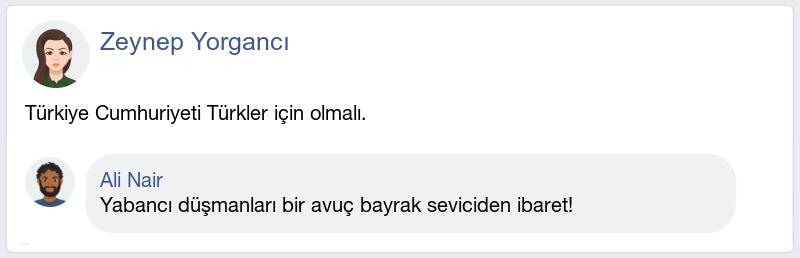 Zeynep Yorgancı
Türkiye Cumhuriyeti Türkler için olmalı.
Ali Nair
Yabancı düşmanları bir avuç bayrak seviciden ibaret!